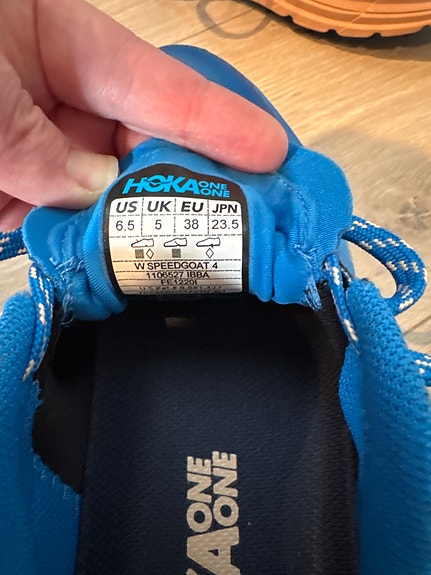 HOKA ONE ONE
US UK EU JPN
6.5 5 38 23.5
W SPEEDGOAT 4
1106527 IBBA
FE1220I
HOKA ONE ONE